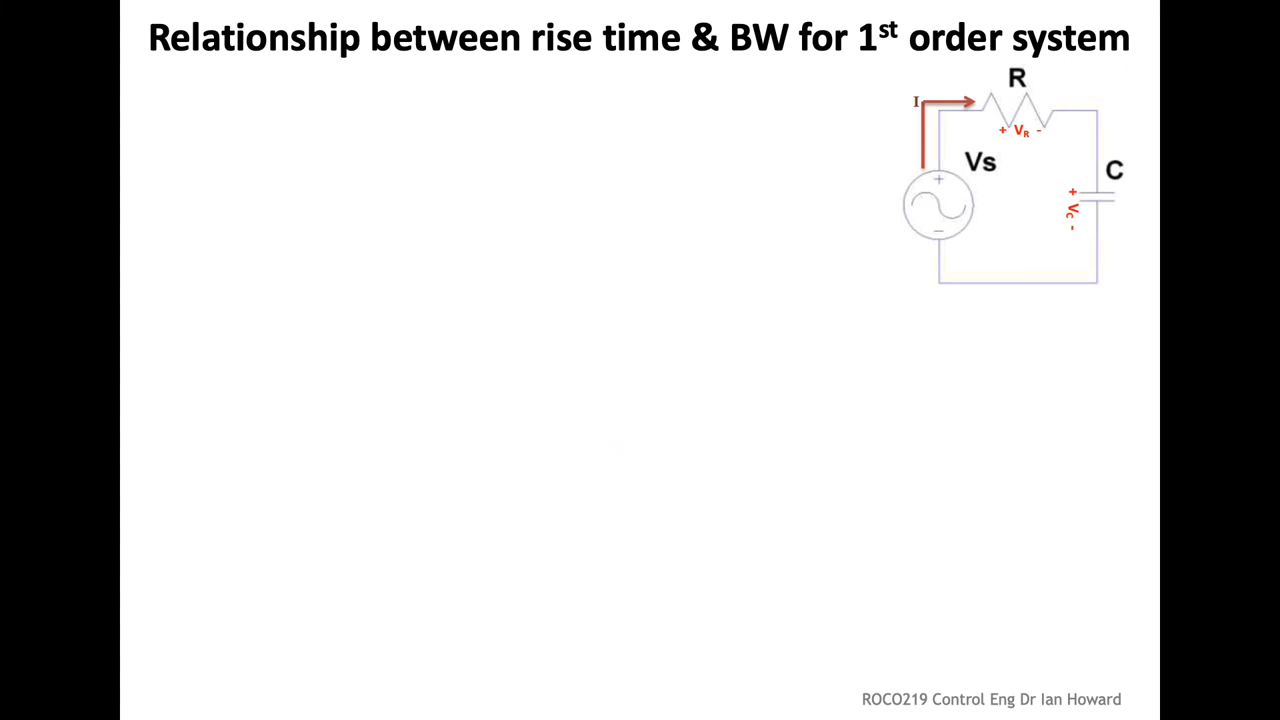 Relationship between rise time & BW for 1st order system
R
I
+ VR -
Vs
C
+ VC -
+
−
ROCO219 Control Eng Dr Ian Howard